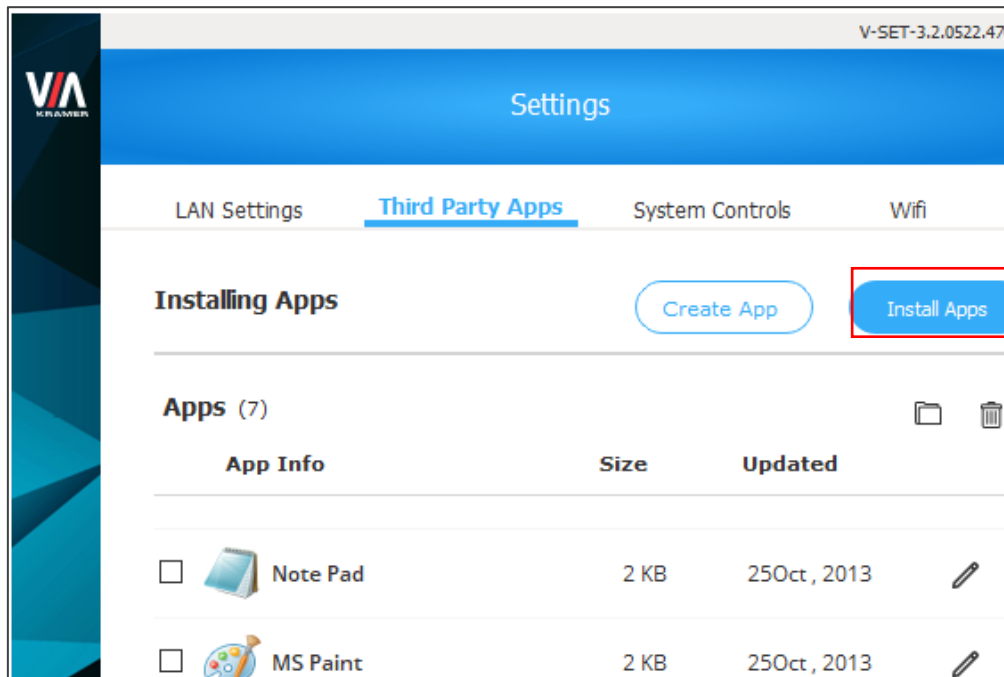 V-SET-3.2.0522.47
VIA
KRAMER
Settings
LAN Settings Third Party Apps System Controls Wifi
Installing Apps Create App Install Apps
Apps (7)
App Info Size Updated
Note Pad 2 KB 25Oct , 2013
MS Paint 2 KB 25Oct , 2013